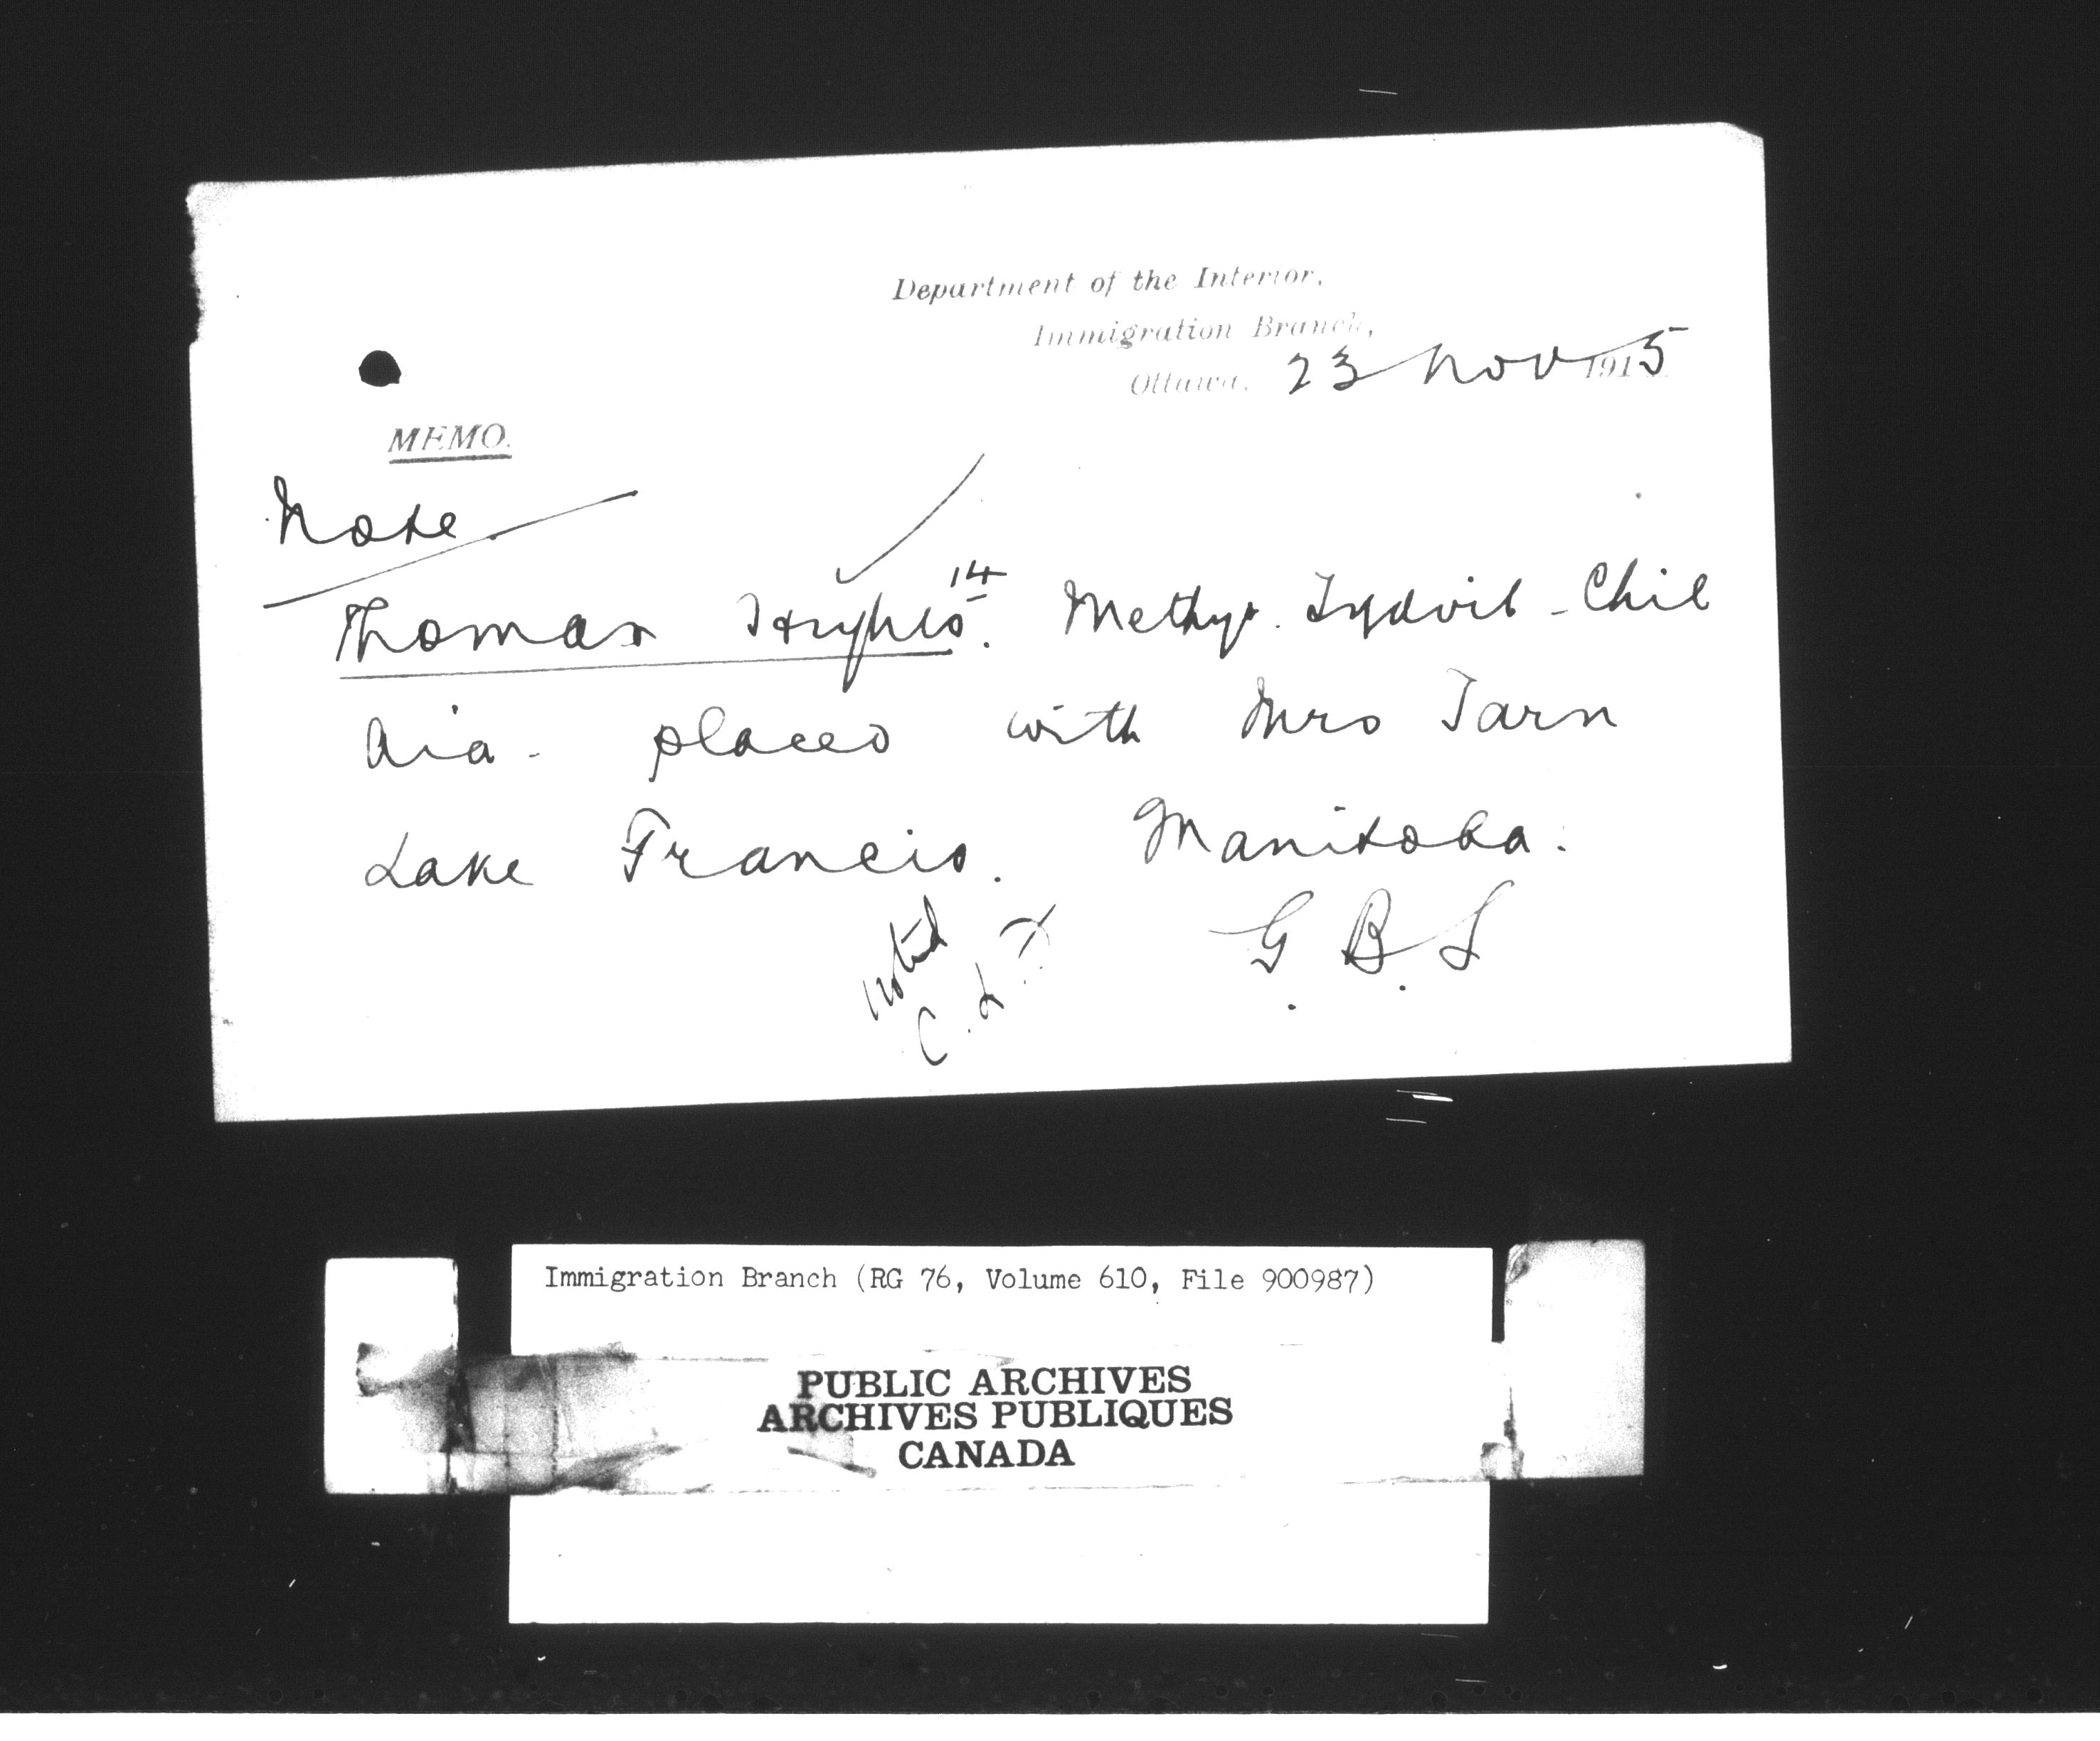 Department of the Interior,
Immigration Branch,
Ottawa, 23 Nov 1915
MEMO.
Note
14
Thomas Hughes. Methyr. Tydvil - Chil
Aia - placed with Mrs Tarn
Lake Francis. Manitoba.
G. B. S
noted
Immigration Branch (RG 76, Volume 610, File 900987)
PUBLIC ARCHIVES
ARCHIVES PUBLIQUES
CANADA